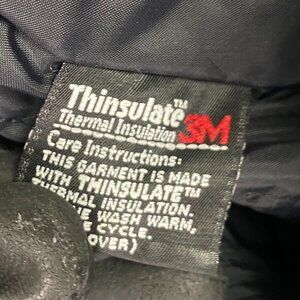 Thinsulate™
Thermal Insulation 3M
Care Instructions:
THIS GARMENT IS MADE
WITH THINSULATE™
THERMAL INSULATION.
WASH WARM,
CYCLE.
OVER)